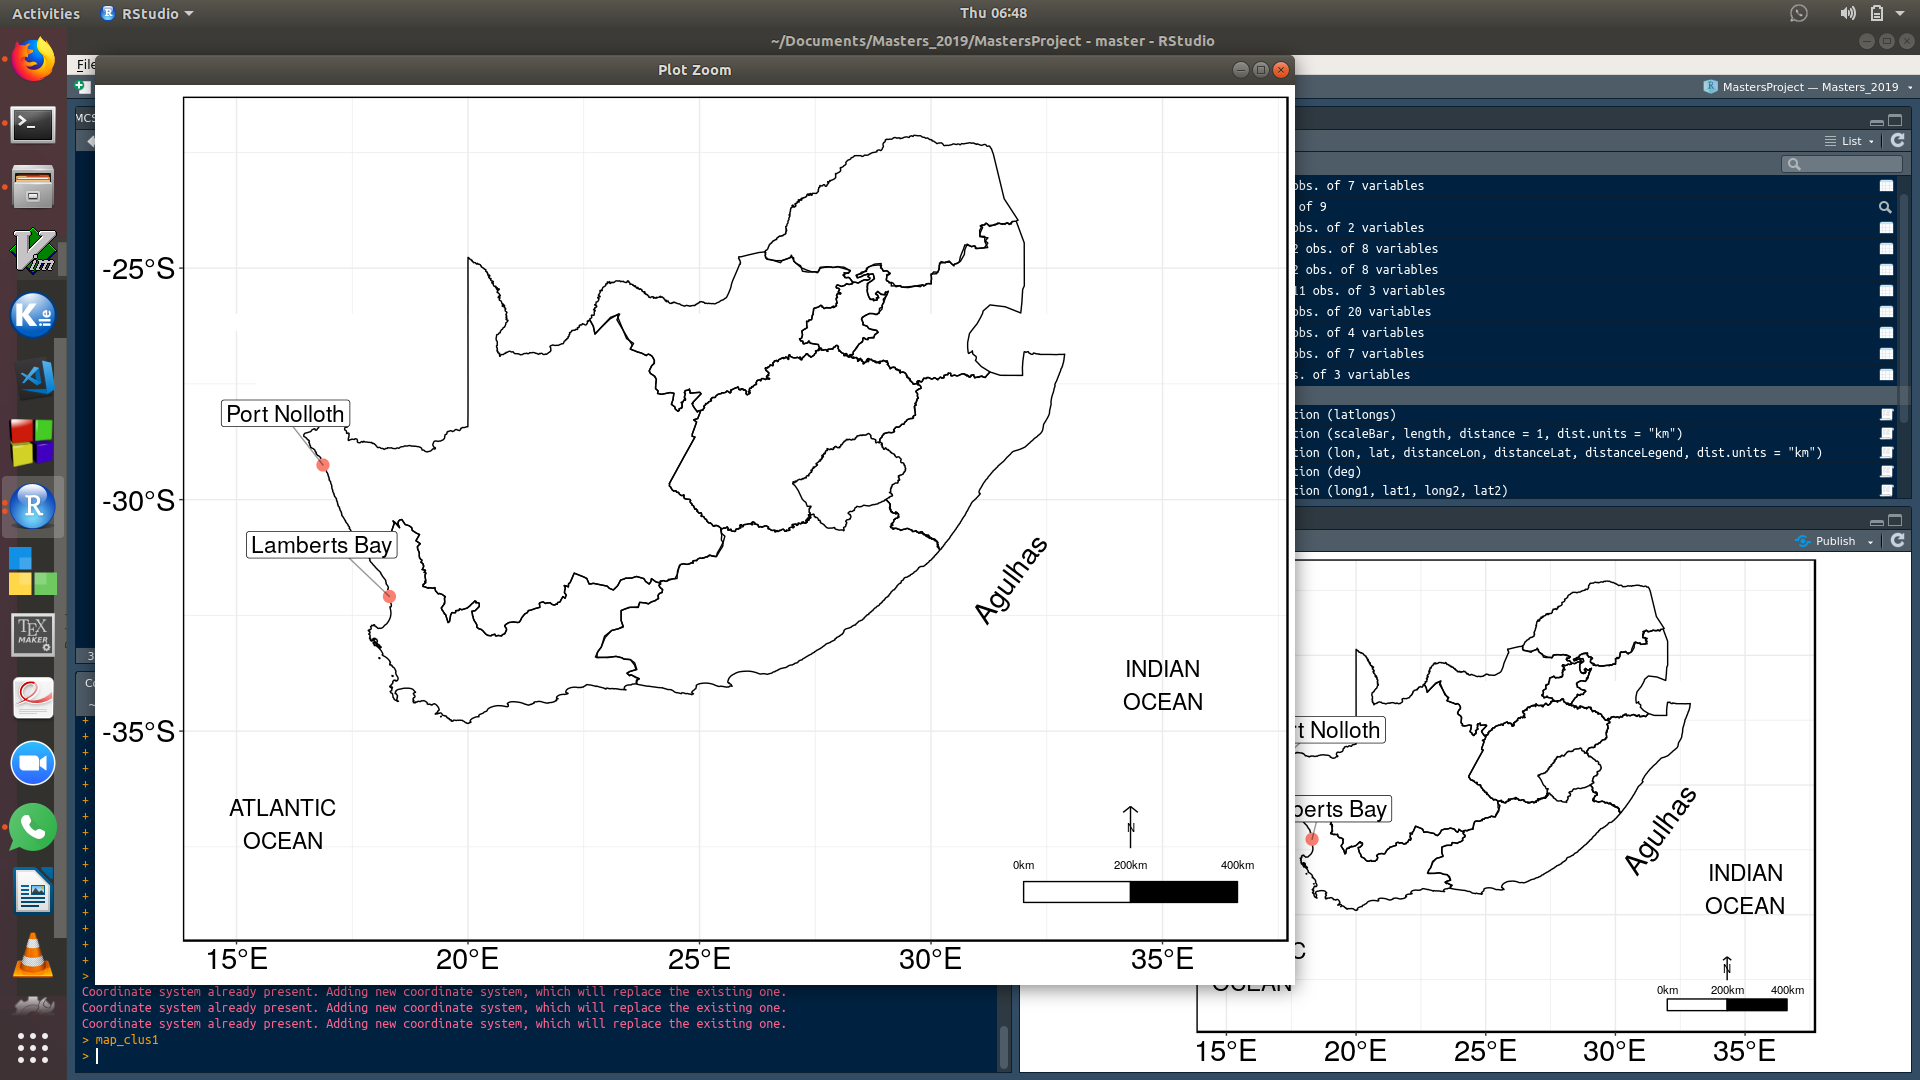 Activities
RStudio
Thu 06:48
~/Documents/Masters_2019/MastersProject - master - RStudio
File
Plot Zoom
MastersProject — Masters_2019
MCS
List
obs. of 7 variables
of 9
obs. of 2 variables
2 obs. of 8 variables
2 obs. of 8 variables
11 obs. of 3 variables
obs. of 20 variables
obs. of 4 variables
obs. of 7 variables
s. of 3 variables
tion (latlongs)
tion (scaleBar, length, distance = 1, dist.units = "km")
tion (lon, lat, distanceLon, distanceLat, distanceLegend, dist.units = "km")
tion (deg)
tion (long1, lat1, long2, lat2)
Publish
-25°S
-30°S
-35°S
Port Nolloth
Lamberts Bay
Agulhas
INDIAN
OCEAN
ATLANTIC
OCEAN
N
0km 200km 400km
15°E 20°E 25°E 30°E 35°E
rt Nolloth
berts Bay
Agulhas
INDIAN
OCEAN
C
OCEAN
N
0km 200km 400km
15°E 20°E 25°E 30°E 35°E
Coordinate system already present. Adding new coordinate system, which will replace the existing one.
Coordinate system already present. Adding new coordinate system, which will replace the existing one.
Coordinate system already present. Adding new coordinate system, which will replace the existing one.
> map_clus1
>